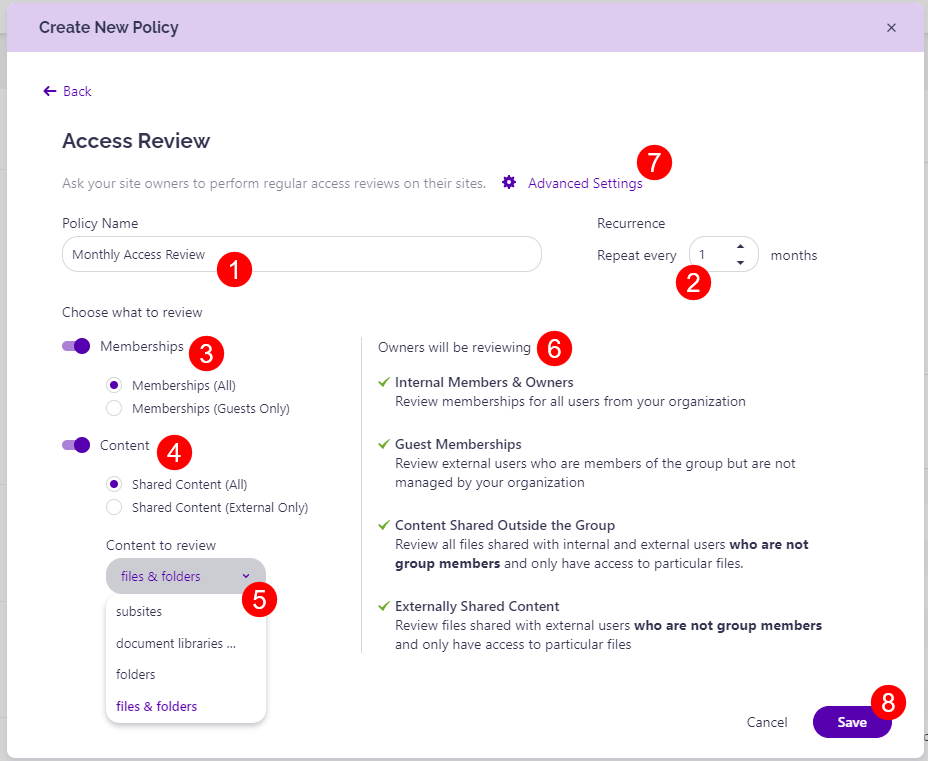 Create New Policy
Back
Access Review
Ask your site owners to perform regular access reviews on their sites.
Advanced Settings
7
Policy Name
Monthly Access Review
1
Recurrence
Repeat every
1
months
2
Choose what to review
Memberships
3
Memberships (All)
Memberships (Guests Only)
Content
4
Shared Content (All)
Shared Content (External Only)
Content to review
files & folders
5
subsites
document libraries ...
folders
files & folders
Owners will be reviewing
6
Internal Members & Owners
Review memberships for all users from your organization
Guest Memberships
Review external users who are members of the group but are not
managed by your organization
Content Shared Outside the Group
Review all files shared with internal and external users who are not
group members and only have access to particular files.
Externally Shared Content
Review files shared with external users who are not group members
and only have access to particular files
Cancel
Save
8